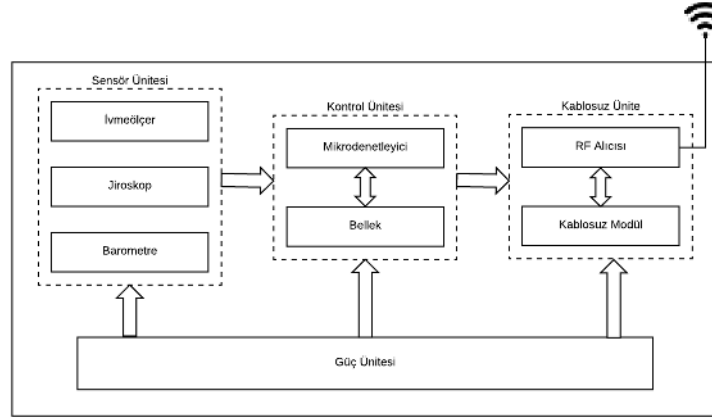 Sensör Ünitesi
İvmeölçer
Jiroskop
Barometre
Kontrol Ünitesi
Mikrodenetleyici
Bellek
Kablosuz Ünite
RF Alıcısı
Kablosuz Modül
Güç Ünitesi